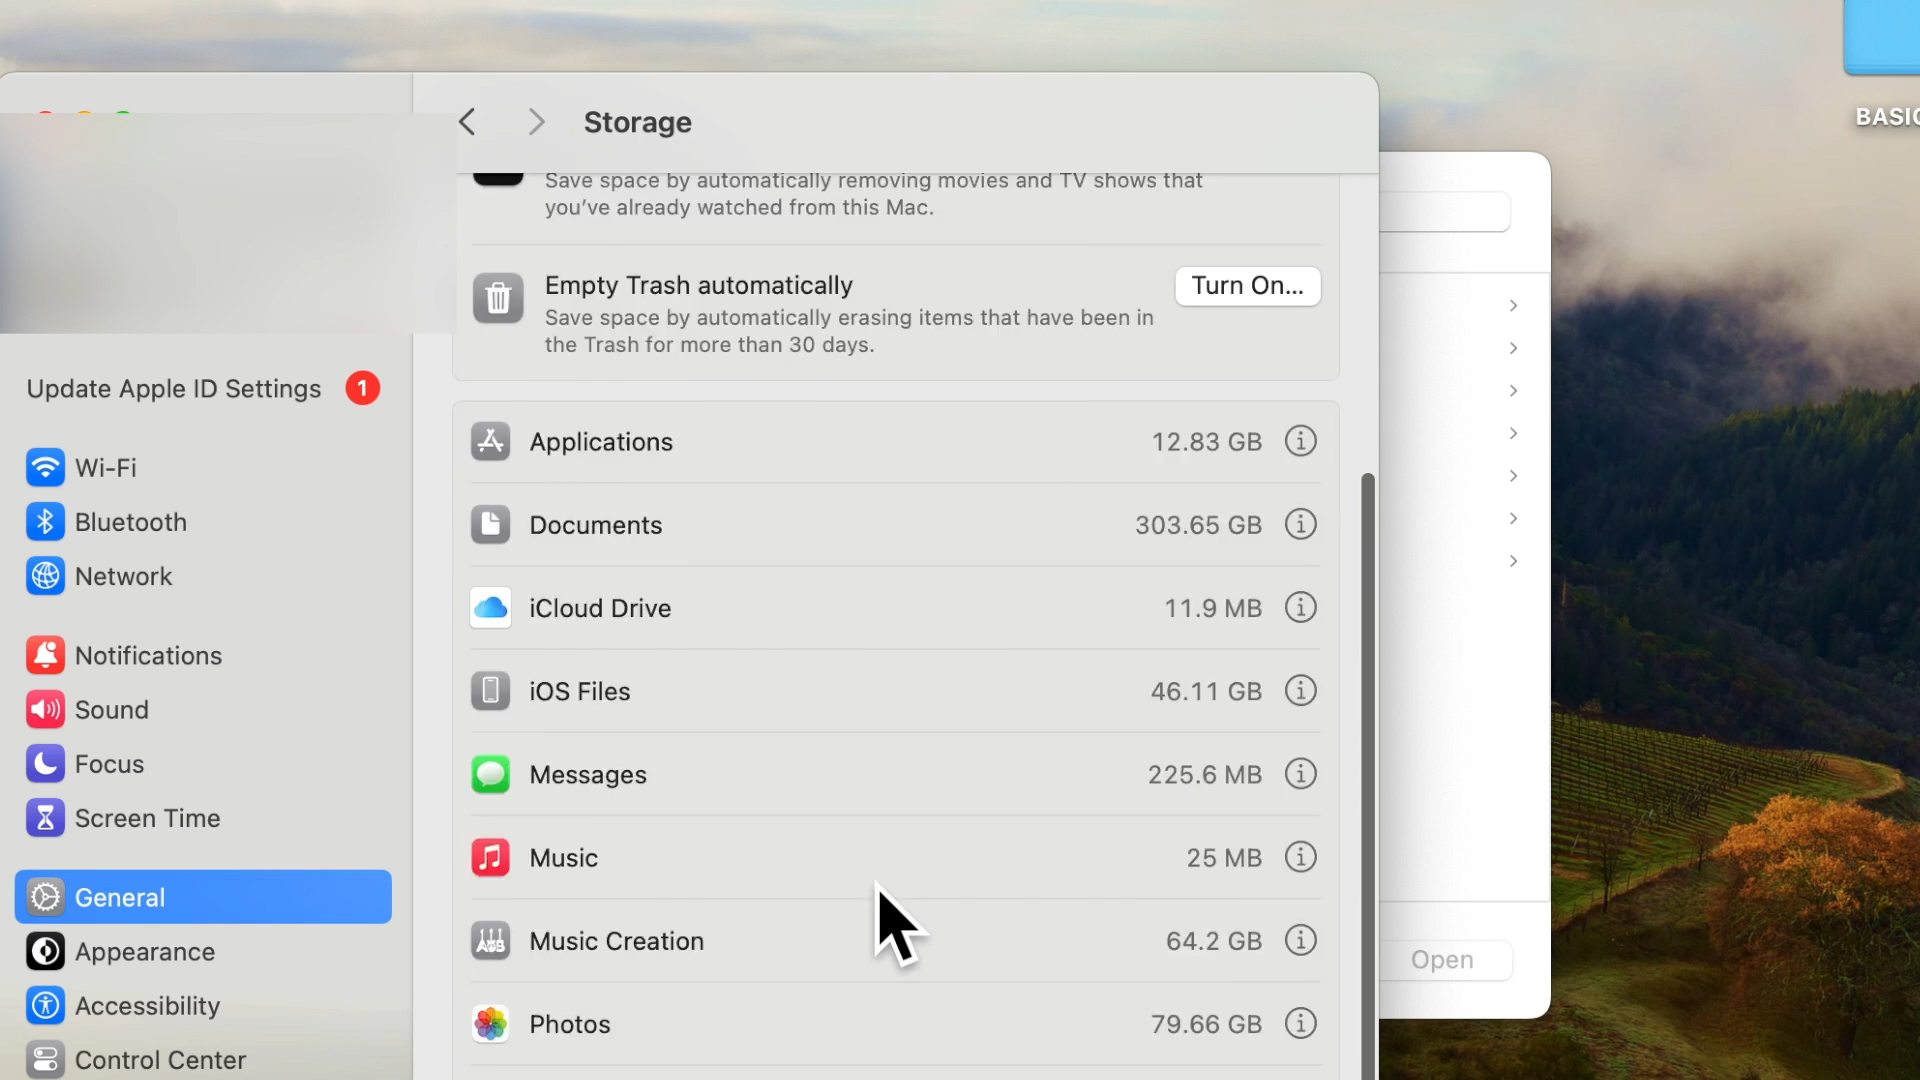 Storage
BASIC
Save space by automatically removing movies and TV shows that
you've already watched from this Mac.
Empty Trash automatically
Turn On...
Save space by automatically erasing items that have been in
the Trash for more than 30 days.
Update Apple ID Settings
1
Wi-Fi
Bluetooth
Network
Notifications
Sound
Focus
Screen Time
General
Appearance
Accessibility
Control Center
Applications
12.83 GB
Documents
303.65 GB
iCloud Drive
11.9 MB
iOS Files
46.11 GB
Messages
225.6 MB
Music
25 MB
Music Creation
64.2 GB
Photos
79.66 GB
Open